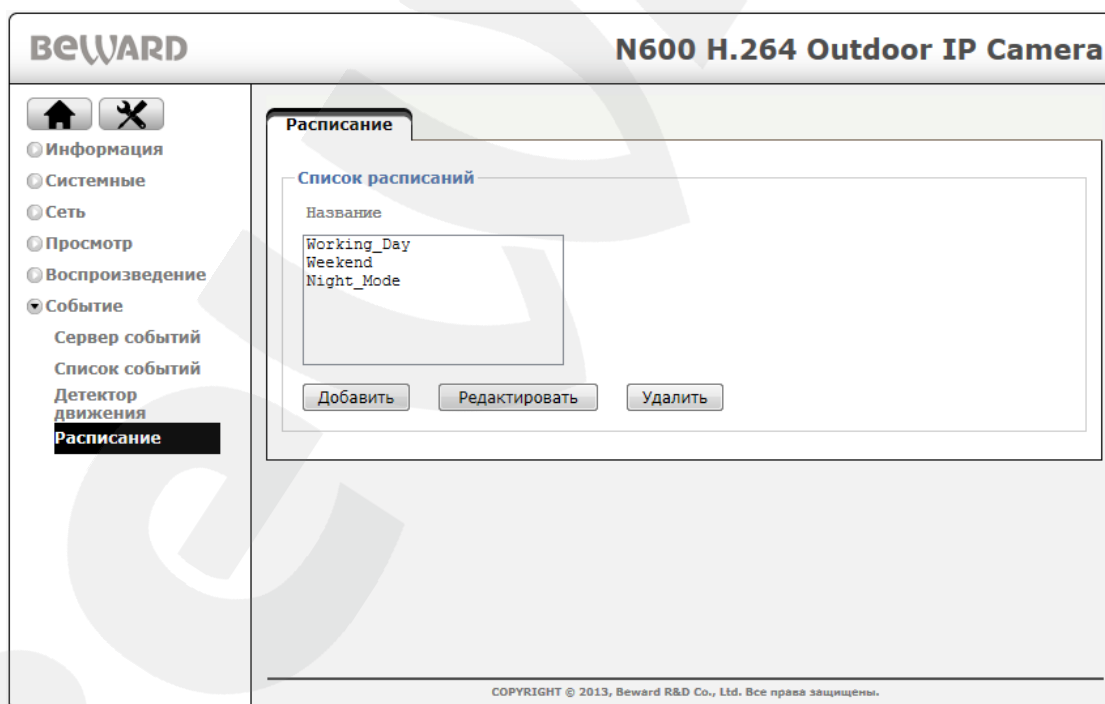 BEWARD
N600 H.264 Outdoor IP Camera
Информация
Системные
Сеть
Просмотр
Воспроизведение
Событие
Сервер событий
Список событий
Детектор
движения
Расписание
Расписание
Список расписаний
Название
Working_Day
Weekend
Night_Mode
Добавить
Редактировать
Удалить
COPYRIGHT © 2013, Beward R&D Co., Ltd. Все права защищены.